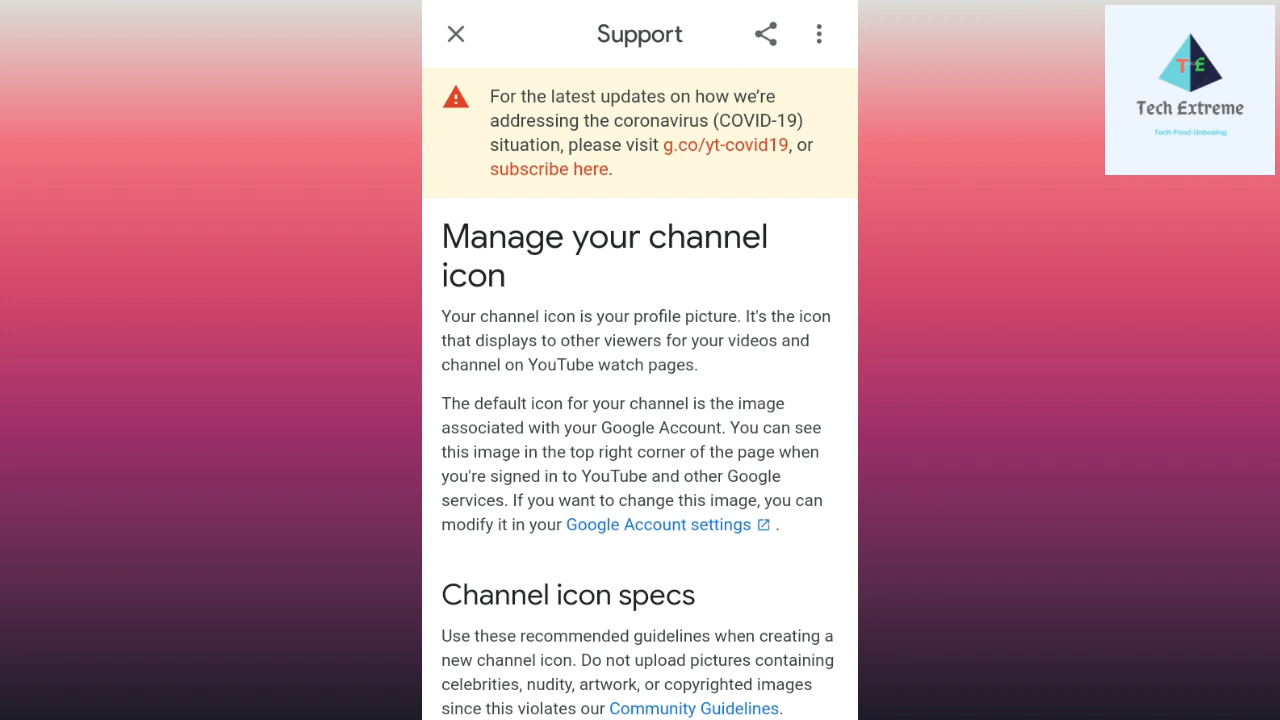 Support
For the latest updates on how we’re
addressing the coronavirus (COVID-19)
situation, please visit g.co/yt-covid19, or
subscribe here.
Manage your channel
icon
Your channel icon is your profile picture. It's the icon
that displays to other viewers for your videos and
channel on YouTube watch pages.
The default icon for your channel is the image
associated with your Google Account. You can see
this image in the top right corner of the page when
you're signed in to YouTube and other Google
services. If you want to change this image, you can
modify it in your Google Account settings .
Channel icon specs
Use these recommended guidelines when creating a
new channel icon. Do not upload pictures containing
celebrities, nudity, artwork, or copyrighted images
since this violates our Community Guidelines.
TE
Tech Extreme
Tech Food Unboxing